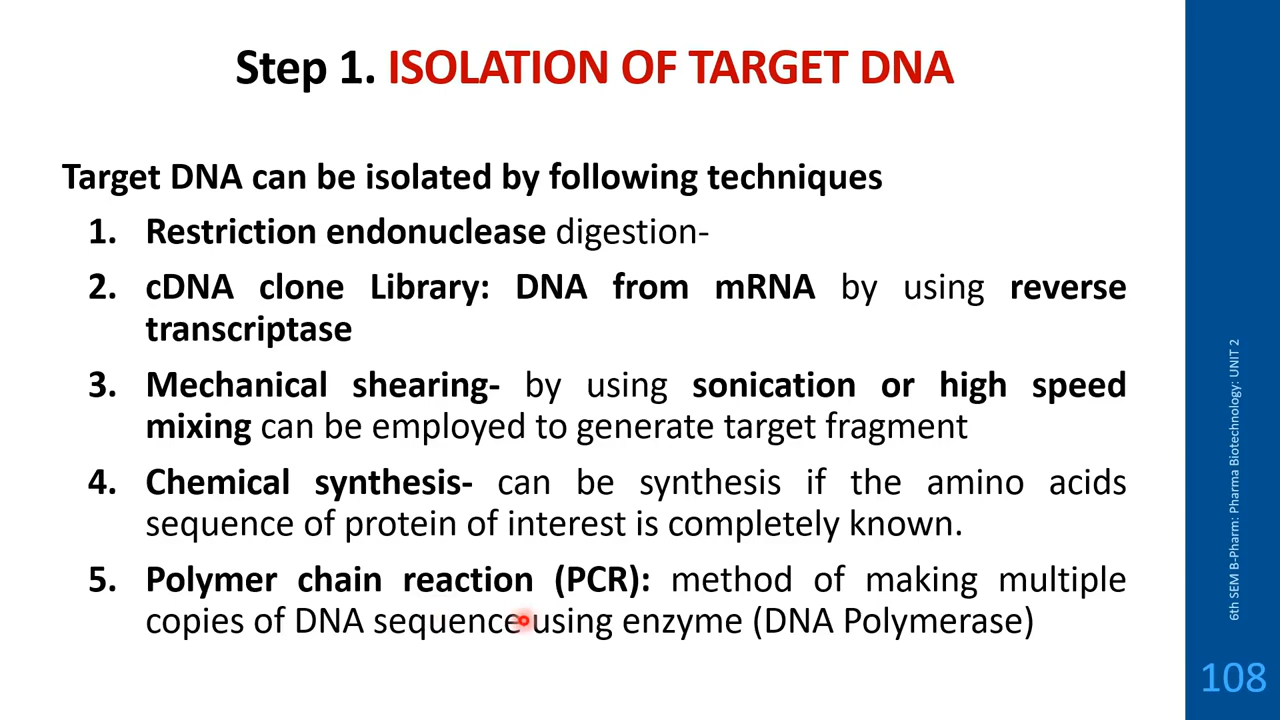 Step 1. ISOLATION OF TARGET DNA
Target DNA can be isolated by following techniques
1. Restriction endonuclease digestion-
2. cDNA clone Library: DNA from mRNA by using reverse
transcriptase
3. Mechanical shearing- by using sonication or high speed
mixing can be employed to generate target fragment
4. Chemical synthesis- can be synthesis if the amino acids
sequence of protein of interest is completely known.
5. Polymer chain reaction (PCR): method of making multiple
copies of DNA sequence using enzyme (DNA Polymerase)
6th SEM B-Pharm: Pharma Biotechnology: UNIT 2
108